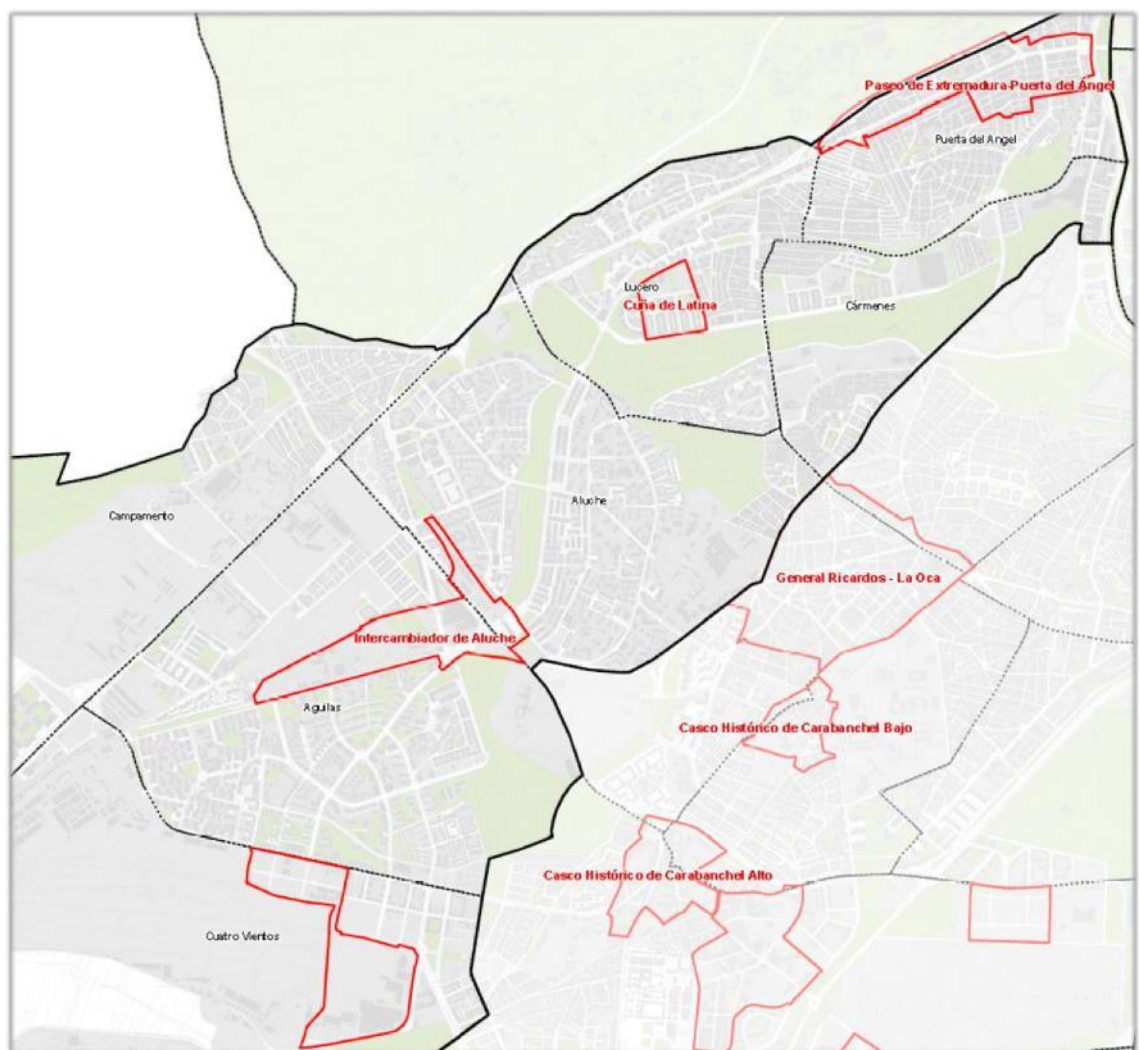 Paseo de Extremadura-Puerta del Ángel
Puerta del Angel
Lucero
Cuña de Latina
Cármenes
Aluche
Campamento
General Ricardos - La Oca
Intercambiador de Aluche
Aguilas
Casco Histórico de Carabanchel Bajo
Casco Histórico de Carabanchel Alto
Cuatro Vientos